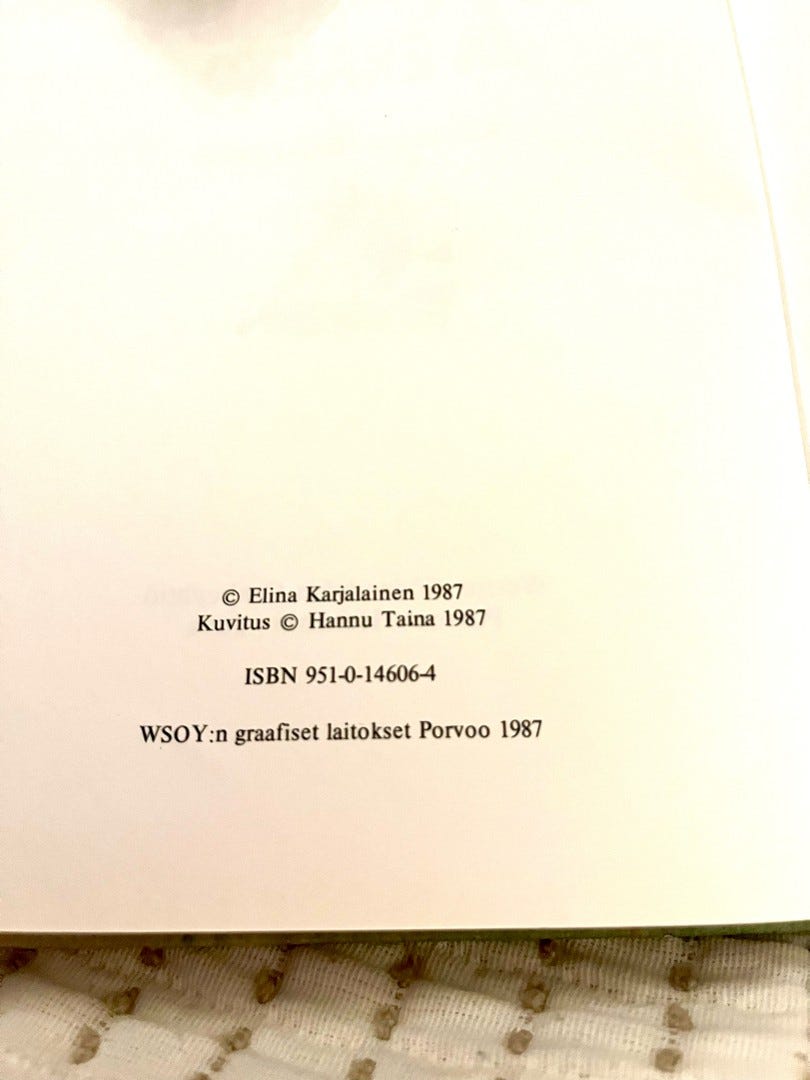 © Elina Karjalainen 1987
Kuvitus © Hannu Taina 1987
ISBN 951-0-14606-4
WSOY:n graafiset laitokset Porvoo 1987